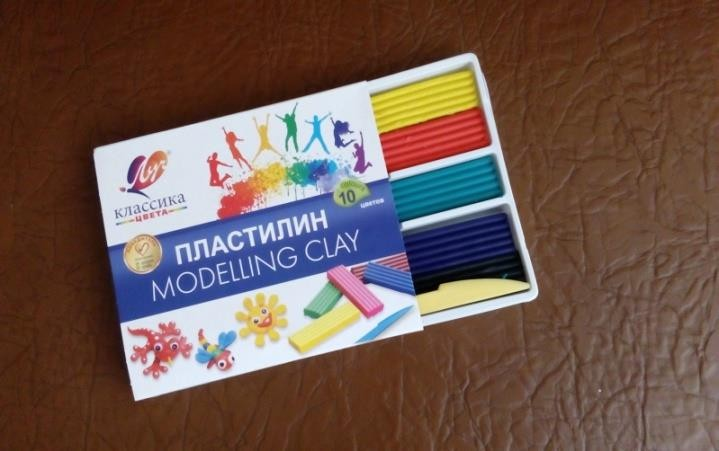 Луч
КЛАССИКА
ЦВЕТА
10
цветов
ПЛАСТИЛИН
MODELLING CLAY